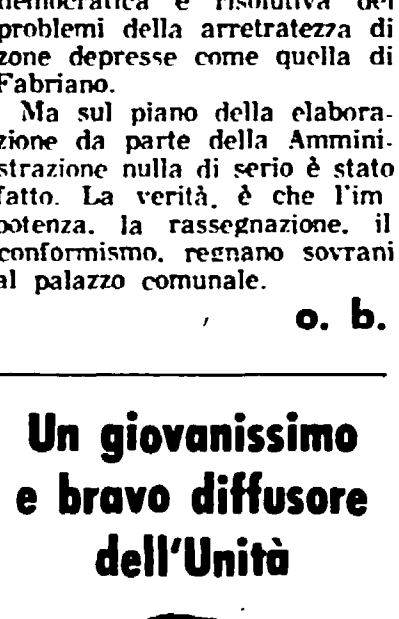 democratica e risolutiva dei
problemi della arretratezza di
zone depresse come quella di
Fabriano.
Ma sul piano della elabora-
zione da parte della Ammini-
strazione nulla di serio è stato
fatto. La verità. è che l'im
potenza. la rassegnazione. il
conformismo. regnano sovrani
al palazzo comunale.
o. b.
Un giovanissimo
e bravo diffusore
dell'Unità